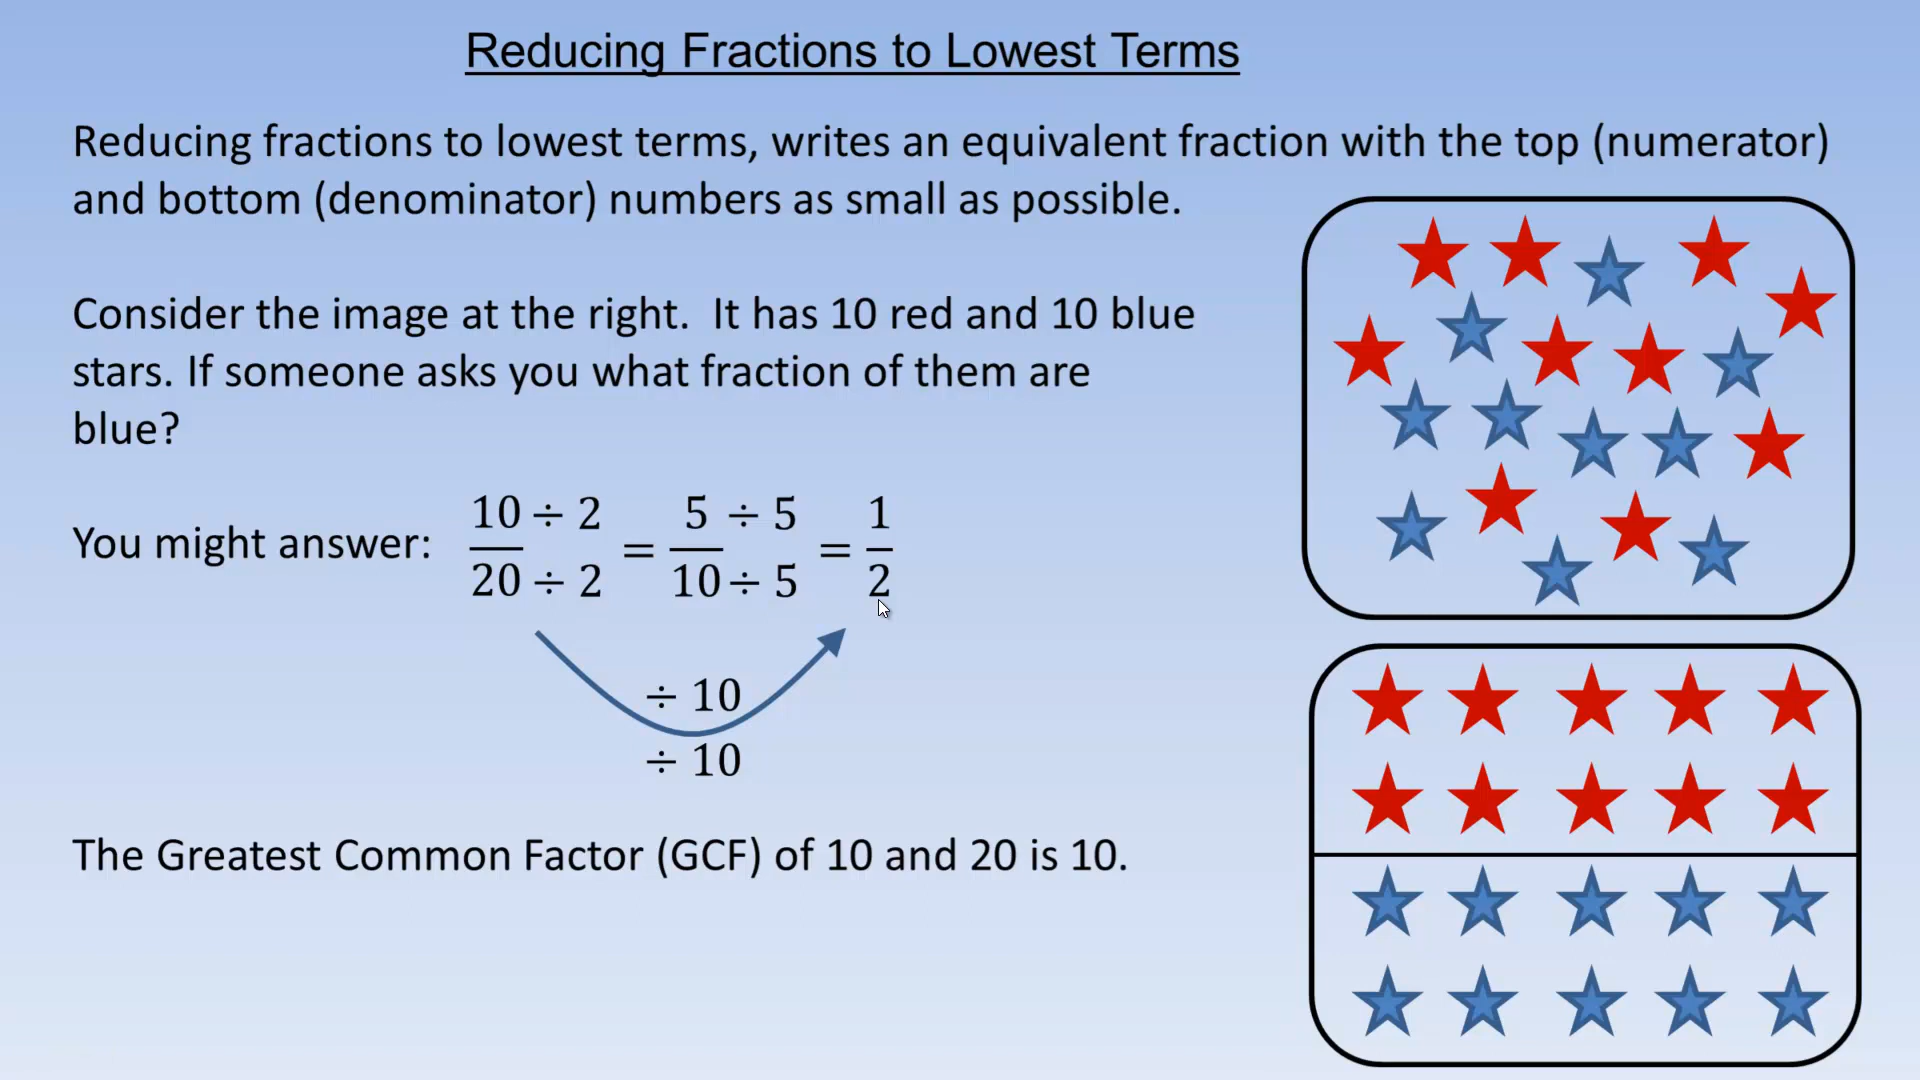 Reducing Fractions to Lowest Terms
Reducing fractions to lowest terms, writes an equivalent fraction with the top (numerator)
and bottom (denominator) numbers as small as possible.
Consider the image at the right.  It has 10 red and 10 blue
stars. If someone asks you what fraction of them are
blue?
You might answer:
10 ÷ 2 / 20 ÷ 2 = 5 ÷ 5 / 10 ÷ 5 = 1 / 2
÷ 10
÷ 10
The Greatest Common Factor (GCF) of 10 and 20 is 10.